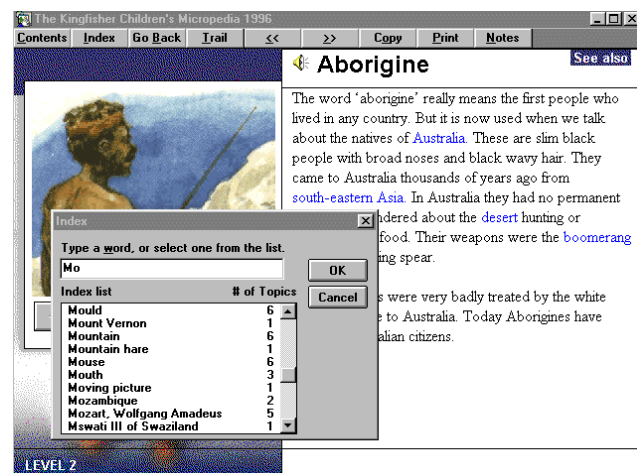 The Kingfisher Children's Micropedia 1996
Contents Index Go Back Trail << >> Copy Print Notes
Aborigine
See also
The word ‘aborigine’ really means the first people who
lived in any country. But it is now used when we talk
about the natives of Australia. These are slim black
people with broad noses and black wavy hair. They
came to Australia thousands of years ago from
south-eastern Asia. In Australia they had no permanent
ndered about the desert hunting or
food. Their weapons were the boomerang
ing spear.
s were very badly treated by the white
e to Australia. Today Aborigines have
alian citizens.
Index
Type a word, or select one from the list.
Mo
OK
Cancel
Index list # of Topics
Mould 6
Mount Vernon 1
Mountain 6
Mountain hare 1
Mouse 6
Mouth 3
Moving picture 1
Mozambique 2
Mozart, Wolfgang Amadeus 5
Mswati III of Swaziland 1
LEVEL 2